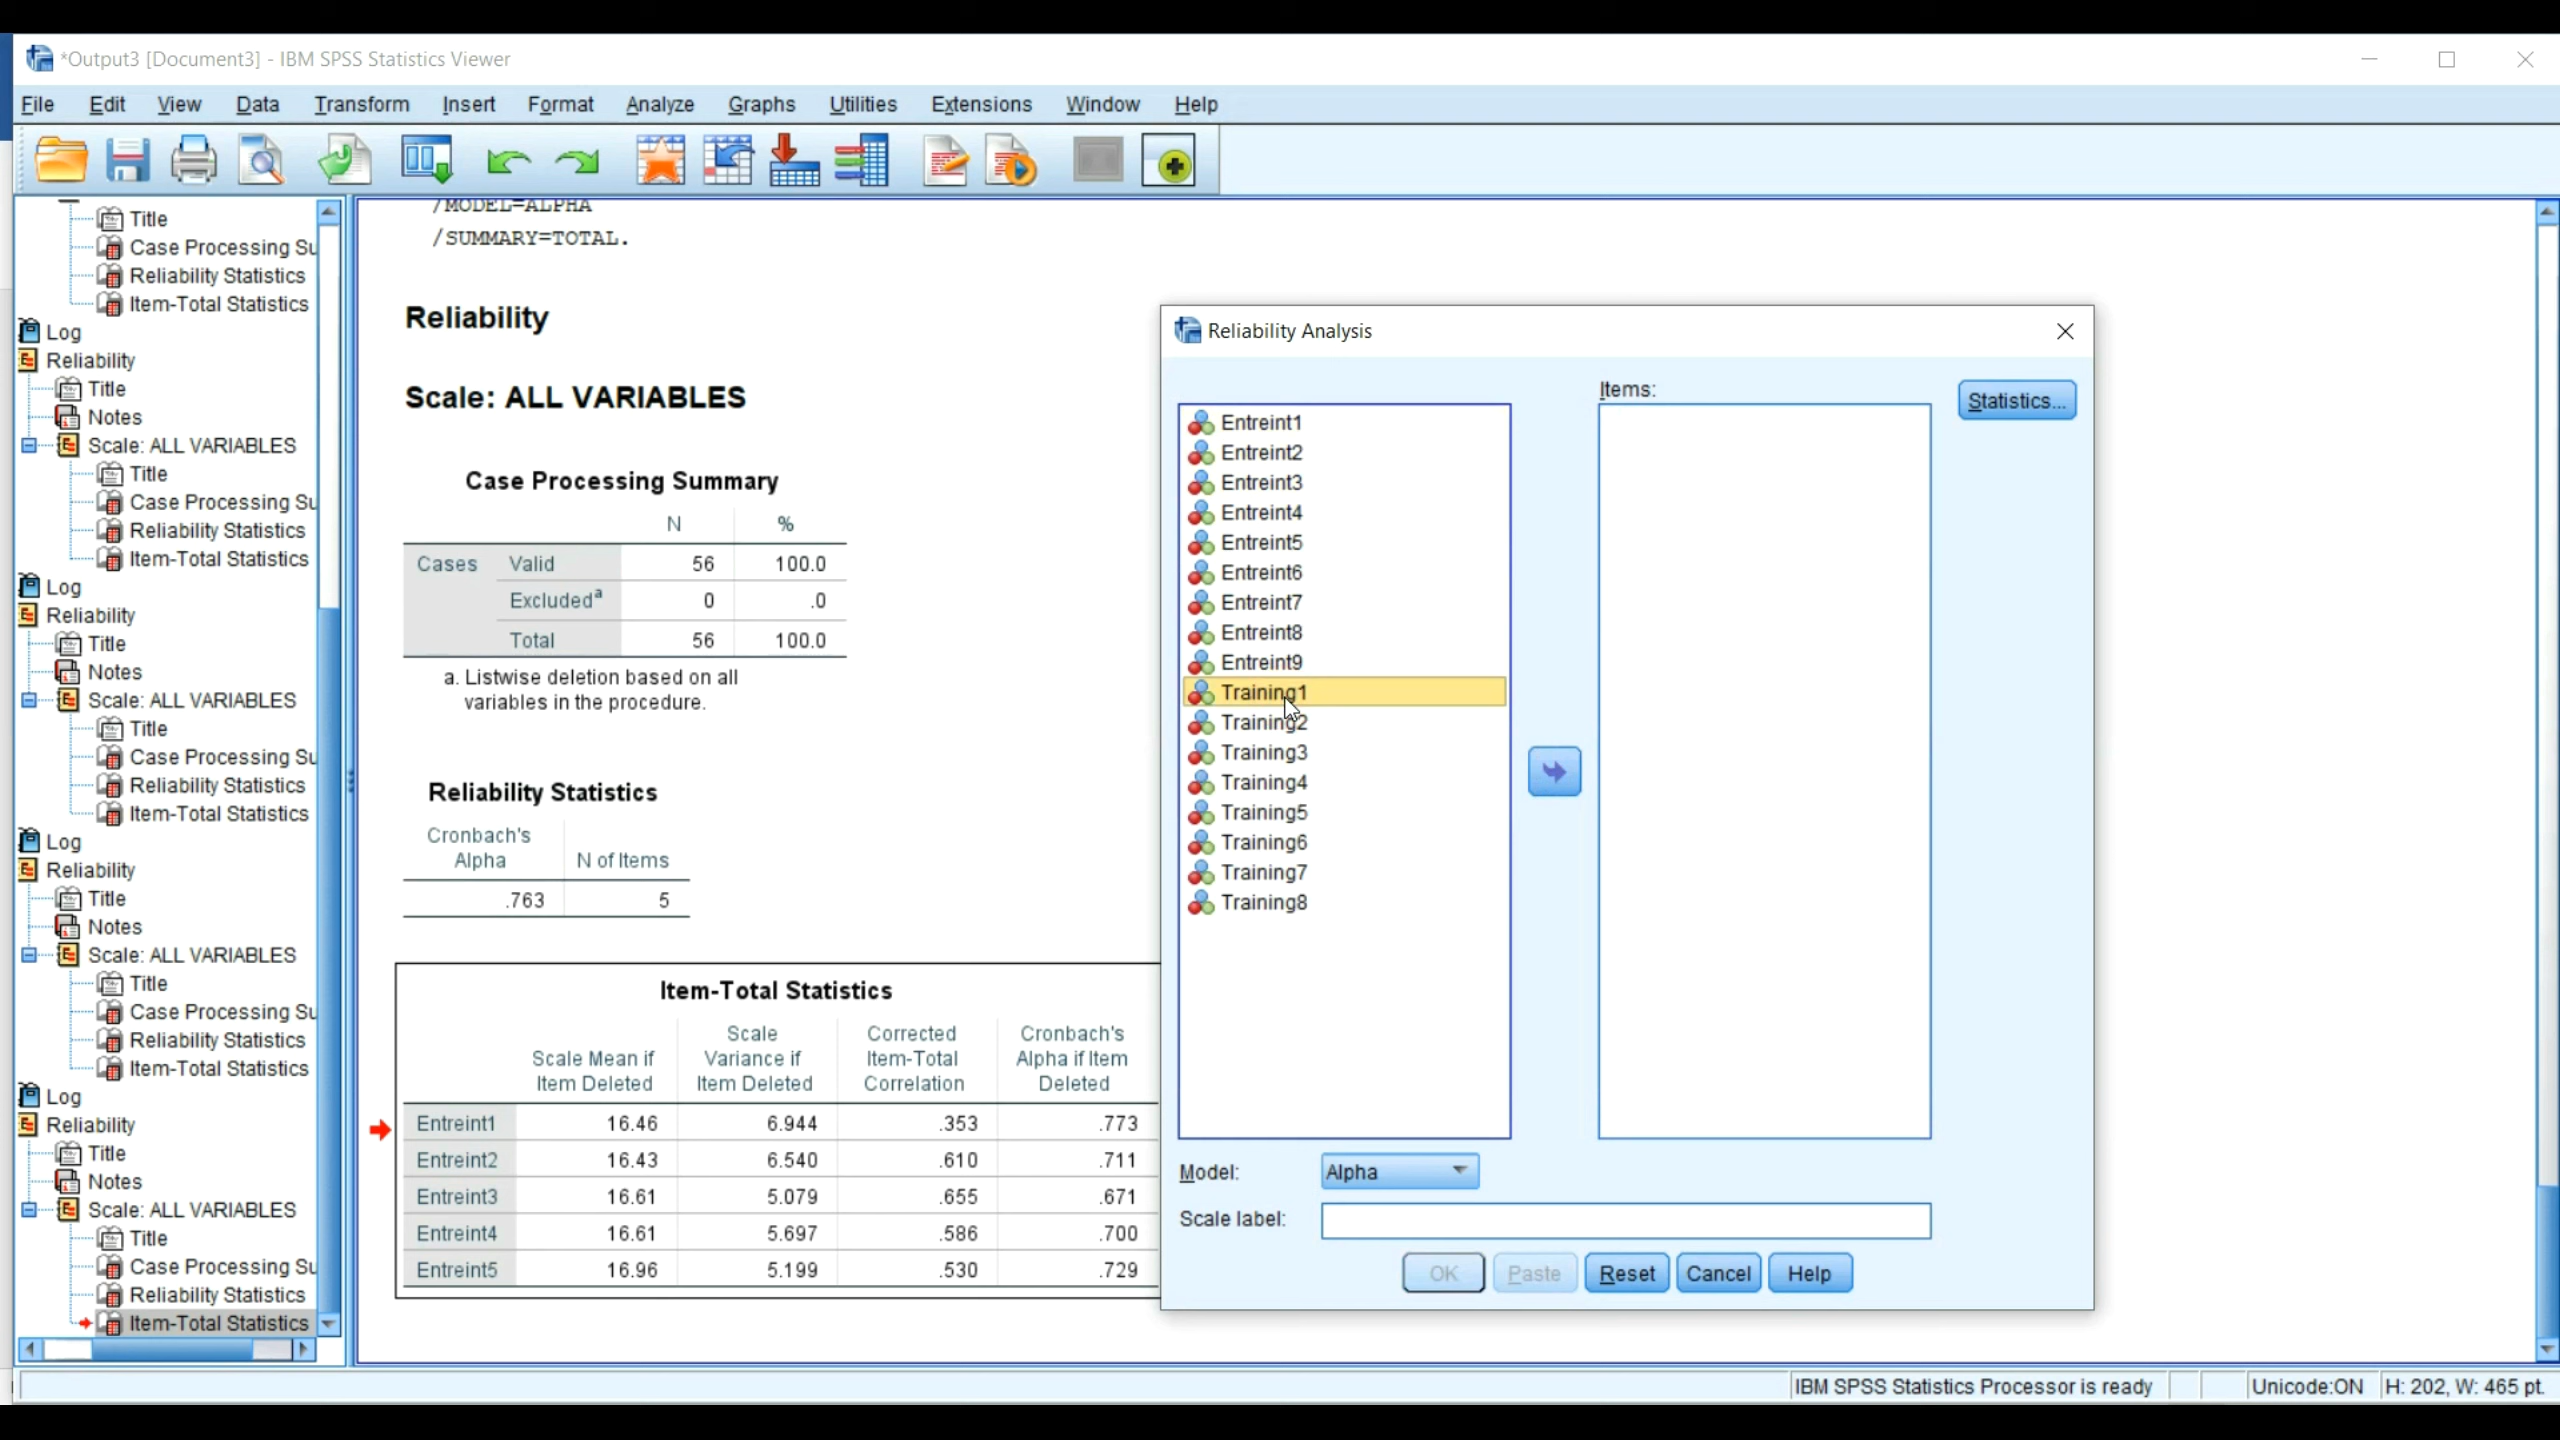 *Output3 [Document3] - IBM SPSS Statistics Viewer
File Edit View Data Transform Insert Format Analyze Graphs Utilities Extensions Window Help
Title
Case Processing Su
Reliability Statistics
Item-Total Statistics
Log
Reliability
Title
Notes
Scale: ALL VARIABLES
Title
Case Processing Su
Reliability Statistics
Item-Total Statistics
Log
Reliability
Title
Notes
Scale: ALL VARIABLES
Title
Case Processing Su
Reliability Statistics
Item-Total Statistics
Log
Reliability
Title
Notes
Scale: ALL VARIABLES
Title
Case Processing Su
Reliability Statistics
Item-Total Statistics
Log
Reliability
Title
Notes
Scale: ALL VARIABLES
Title
Case Processing Su
Reliability Statistics
Item-Total Statistics
/MODEL=ALPHA
/SUMMARY=TOTAL.
Reliability
Scale: ALL VARIABLES
Case Processing Summary
N %
Cases Valid 56 100.0
Excluded^a 0 .0
Total 56 100.0
a. Listwise deletion based on all
variables in the procedure.
Reliability Statistics
Cronbach's
Alpha N of Items
.763 5
Item-Total Statistics
Scale Corrected Cronbach's
Scale Mean if Variance if Item-Total Alpha if Item
Item Deleted Item Deleted Correlation Deleted
Entreint1 16.46 6.944 .353 .773
Entreint2 16.43 6.540 .610 .711
Entreint3 16.61 5.079 .655 .671
Entreint4 16.61 5.697 .586 .700
Entreint5 16.96 5.199 .530 .729
Reliability Analysis
Items:
Statistics...
Entreint1
Entreint2
Entreint3
Entreint4
Entreint5
Entreint6
Entreint7
Entreint8
Entreint9
Training1
Training2
Training3
Training4
Training5
Training6
Training7
Training8
Model: Alpha
Scale label:
OK Paste Reset Cancel Help
IBM SPSS Statistics Processor is ready Unicode:ON H: 202, W: 465 pt.